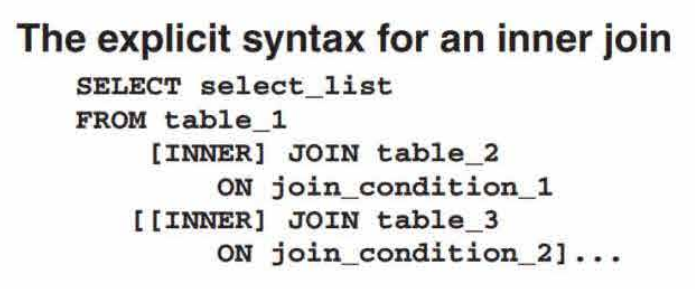 The explicit syntax for an inner join
SELECT select_list
FROM table_1
[INNER] JOIN table_2
ON join_condition_1
[[INNER] JOIN table_3
ON join_condition_2]...